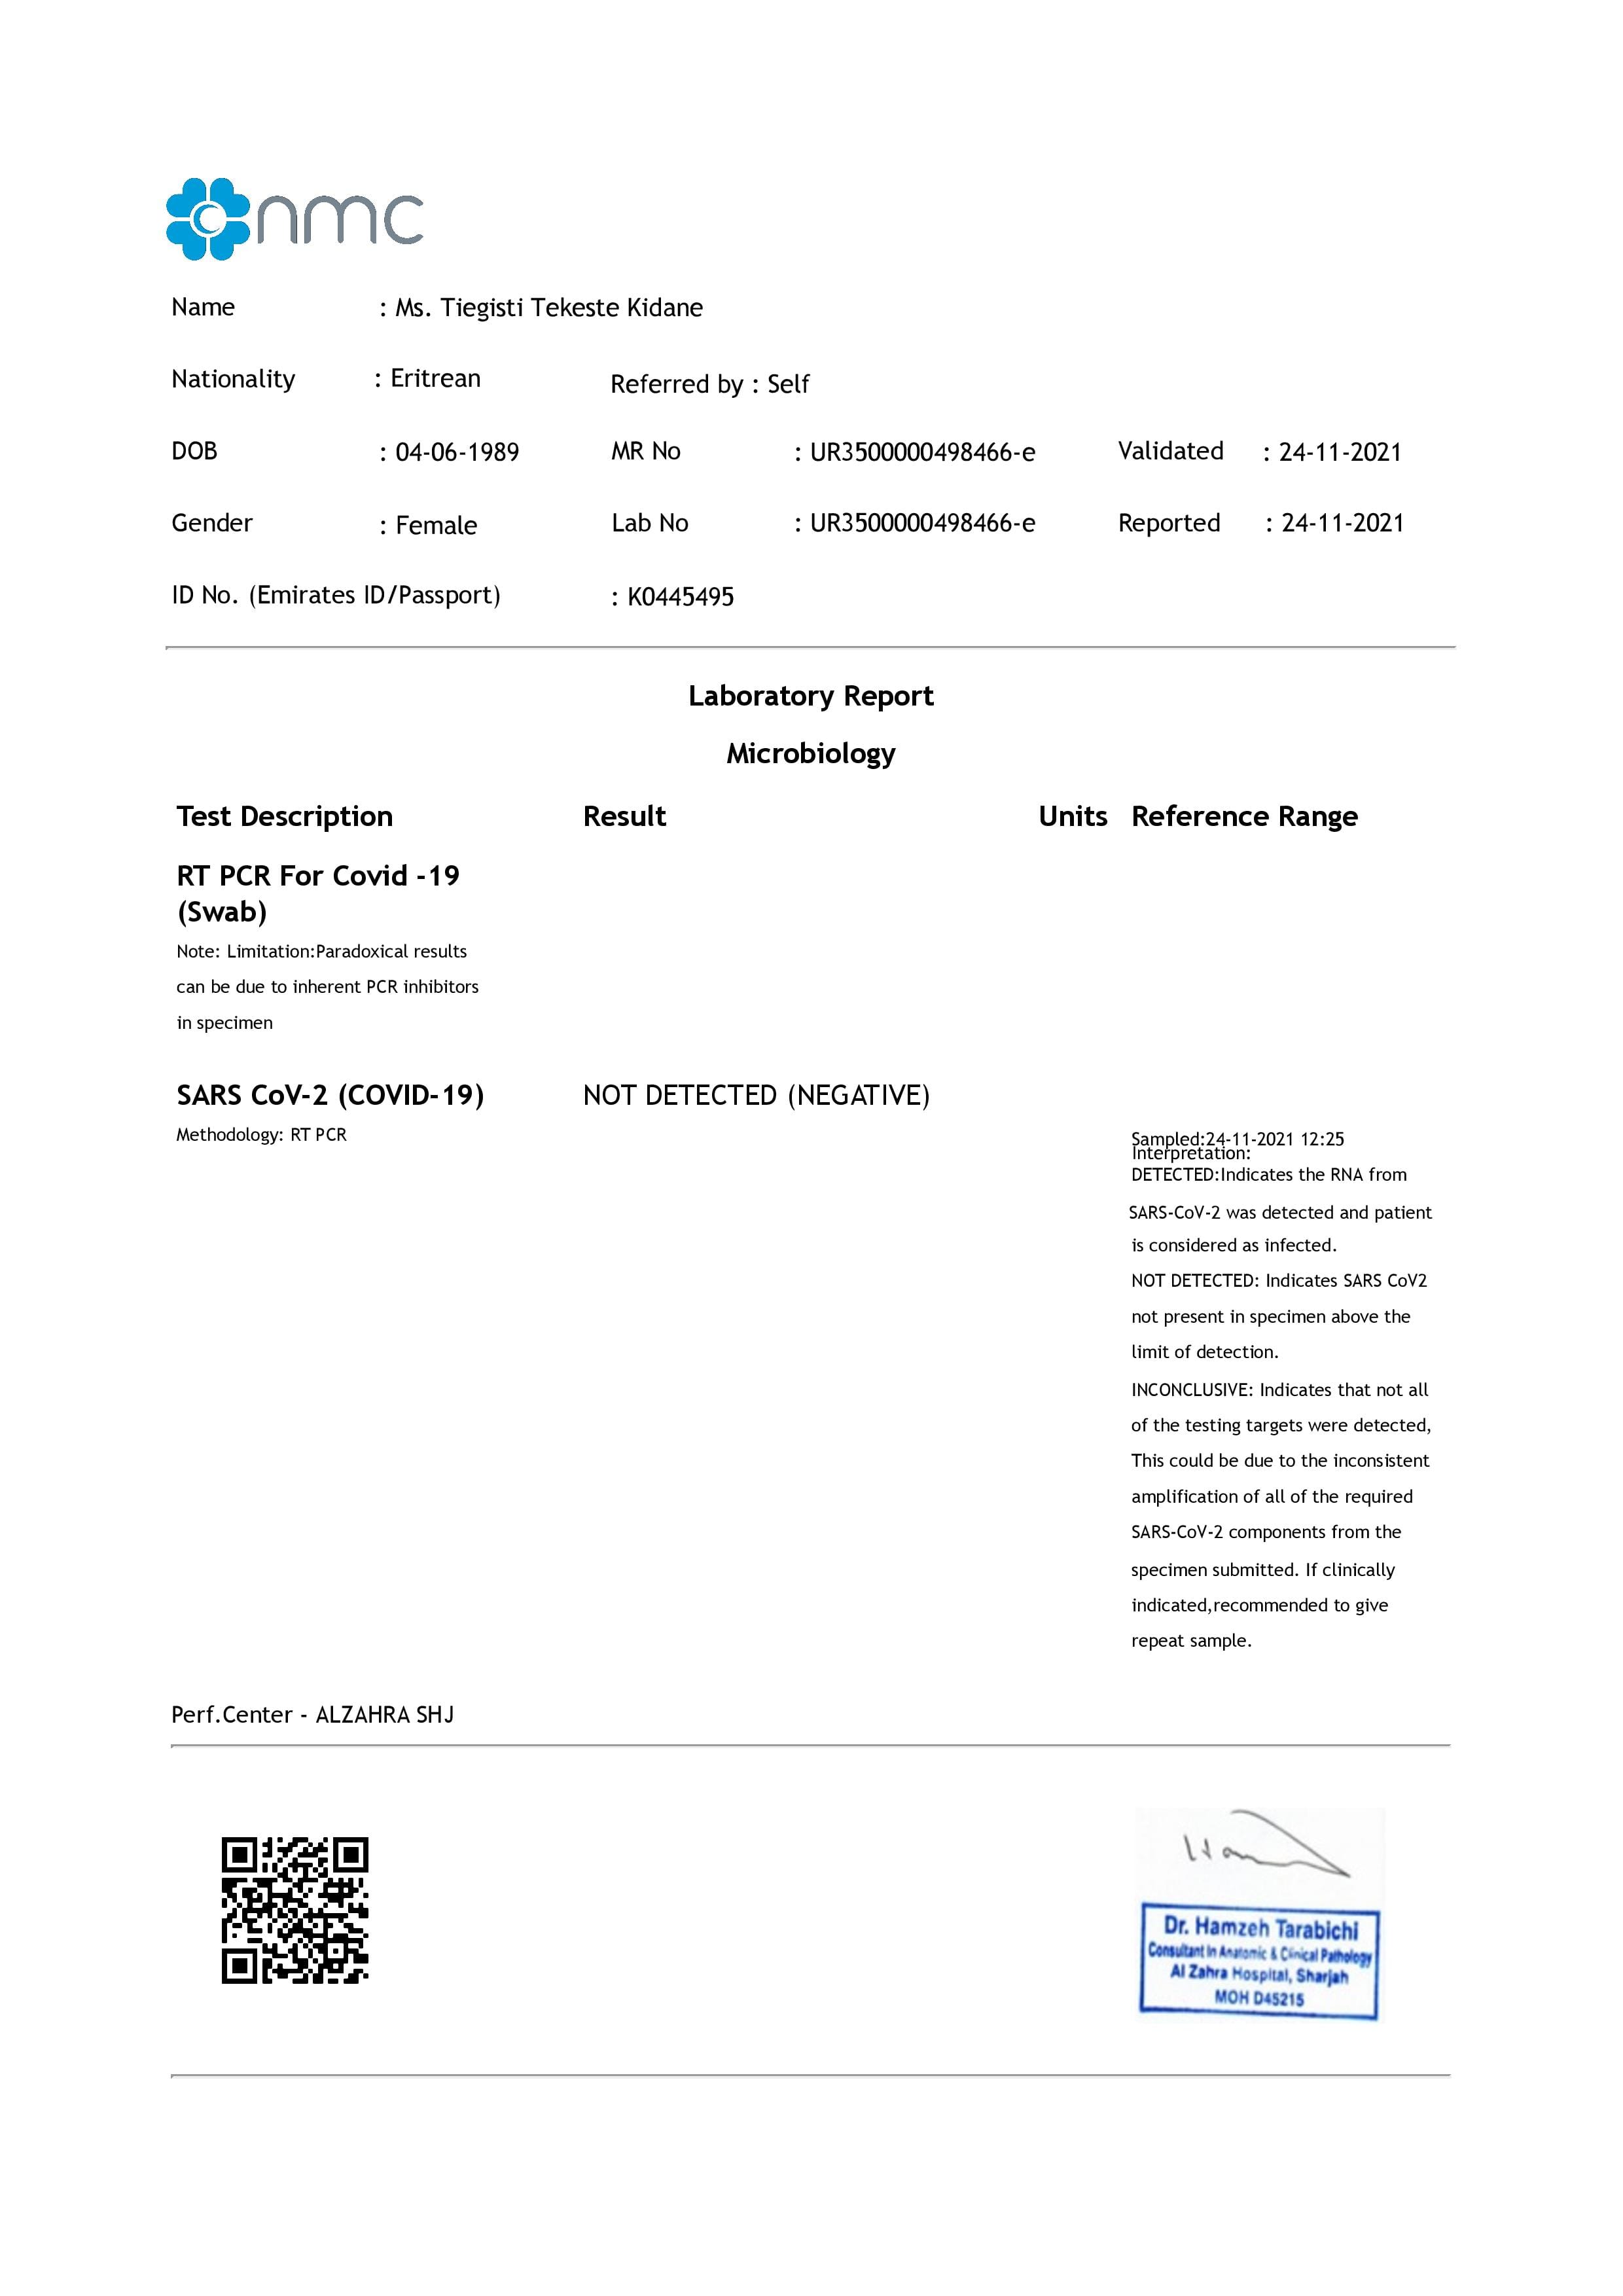 nmc
Name : Ms. Tiegisti Tekeste Kidane
Nationality : Eritrean Referred by : Self
DOB : 04-06-1989 MR No : UR3500000498466-e Validated : 24-11-2021
Gender : Female Lab No : UR3500000498466-e Reported : 24-11-2021
ID No. (Emirates ID/Passport) : K0445495
Laboratory Report
Microbiology
Test Description Result Units Reference Range
RT PCR For Covid -19
(Swab)
Note: Limitation:Paradoxical results
can be due to inherent PCR inhibitors
in specimen
SARS CoV-2 (COVID-19) NOT DETECTED (NEGATIVE)
Methodology: RT PCR
Sampled:24-11-2021 12:25
Interpretation:
DETECTED:Indicates the RNA from
SARS-CoV-2 was detected and patient
is considered as infected.
NOT DETECTED: Indicates SARS CoV2
not present in specimen above the
limit of detection.
INCONCLUSIVE: Indicates that not all
of the testing targets were detected,
This could be due to the inconsistent
amplification of all of the required
SARS-CoV-2 components from the
specimen submitted. If clinically
indicated,recommended to give
repeat sample.
Perf.Center - ALZAHRA SHJ
Dr. Hamzeh Tarabichi
Consultant In Anatomic & Clinical Pathology
Al Zahra Hospital, Sharjah
MOH D45215